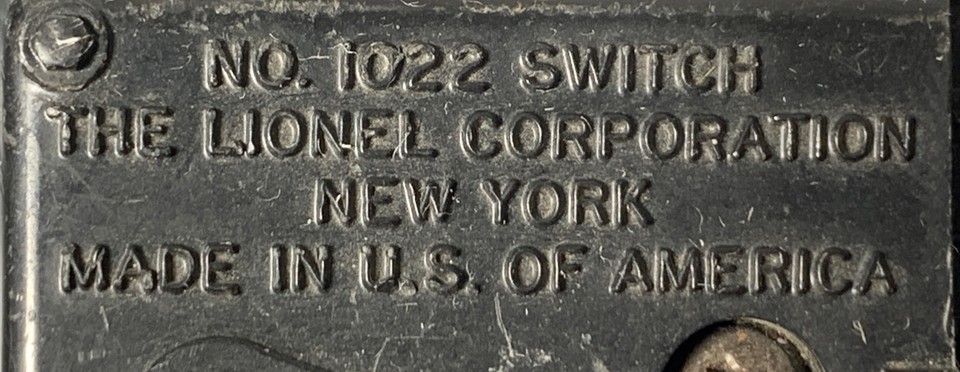 NO. 1022 SWITCH
THE LIONEL CORPORATION
NEW YORK
MADE IN U.S. OF AMERICA